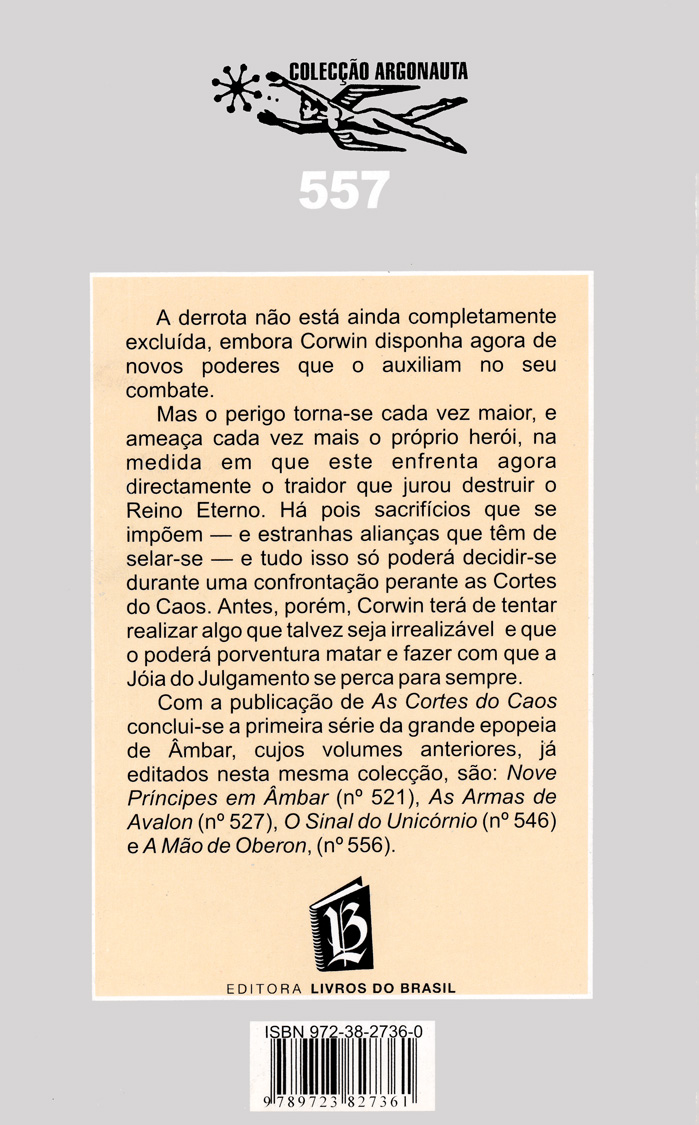 COLECÇÃO ARGONAUTA
557
A derrota não está ainda completamente
excluída, embora Corwin disponha agora de
novos poderes que o auxiliam no seu
combate.
Mas o perigo torna-se cada vez maior, e
ameaça cada vez mais o próprio herói, na
medida em que este enfrenta agora
directamente o traidor que jurou destruir o
Reino Eterno. Há pois sacrifícios que se
impõem — e estranhas alianças que têm de
selar-se — e tudo isso só poderá decidir-se
durante uma confrontação perante as Cortes
do Caos. Antes, porém, Corwin terá de tentar
realizar algo que talvez seja irrealizável e que
o poderá porventura matar e fazer com que a
Jóia do Julgamento se perca para sempre.
Com a publicação de As Cortes do Caos
conclui-se a primeira série da grande epopeia
de Âmbar, cujos volumes anteriores, já
editados nesta mesma colecção, são: Nove
Príncipes em Âmbar (nº 521), As Armas de
Avalon (nº 527), O Sinal do Unicórnio (nº 546)
e A Mão de Oberon, (nº 556).
LB
EDITORA LIVROS DO BRASIL
ISBN 972-38-2736-0
9 789723 827361